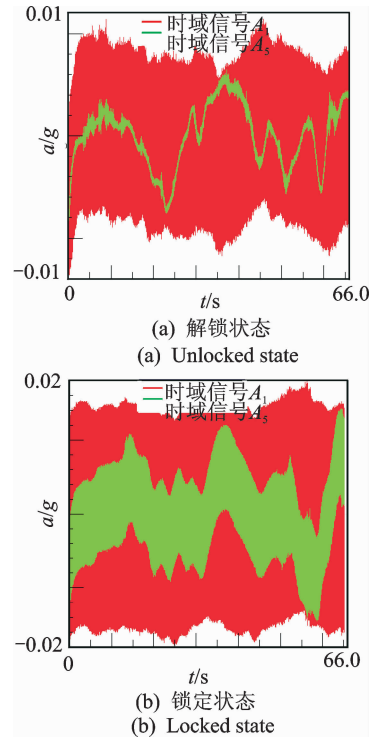 0.01
时域信号A₁
时域信号A₅
a/g
-0.01
0
66.0
t/s
(a) 解锁状态
(a) Unlocked state
0.02
时域信号A₁
时域信号A₅
a/g
-0.02
0
66.0
t/s
(b) 锁定状态
(b) Locked state